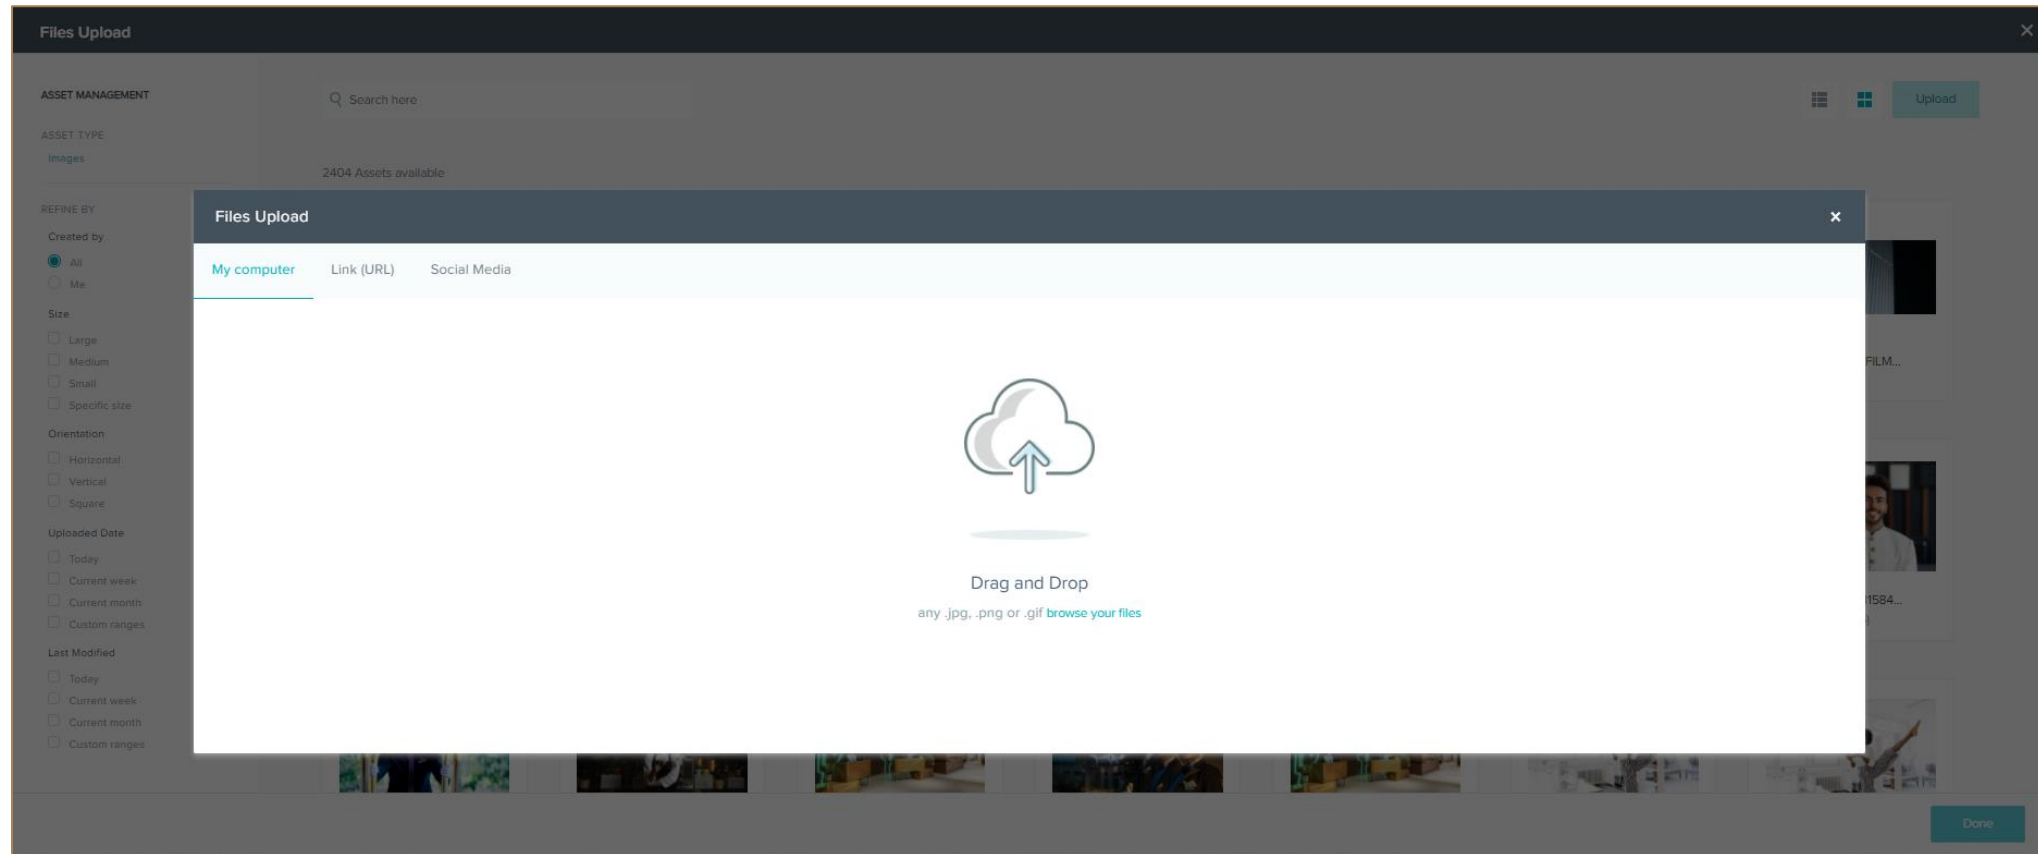 Files Upload
ASSET MANAGEMENT
Search here
Upload
ASSET TYPE
Images
2404 Assets available
REFINE BY
Created by
All
Me
Size
Large
Medium
Small
Specific size
Orientation
Horizontal
Vertical
Square
Uploaded Date
Today
Current week
Current month
Custom ranges
Last Modified
Today
Current week
Current month
Custom ranges
Files Upload
My computer Link (URL) Social Media
Drag and Drop
any .jpg, .png or .gif browse your files
FILM...
1584...
Done